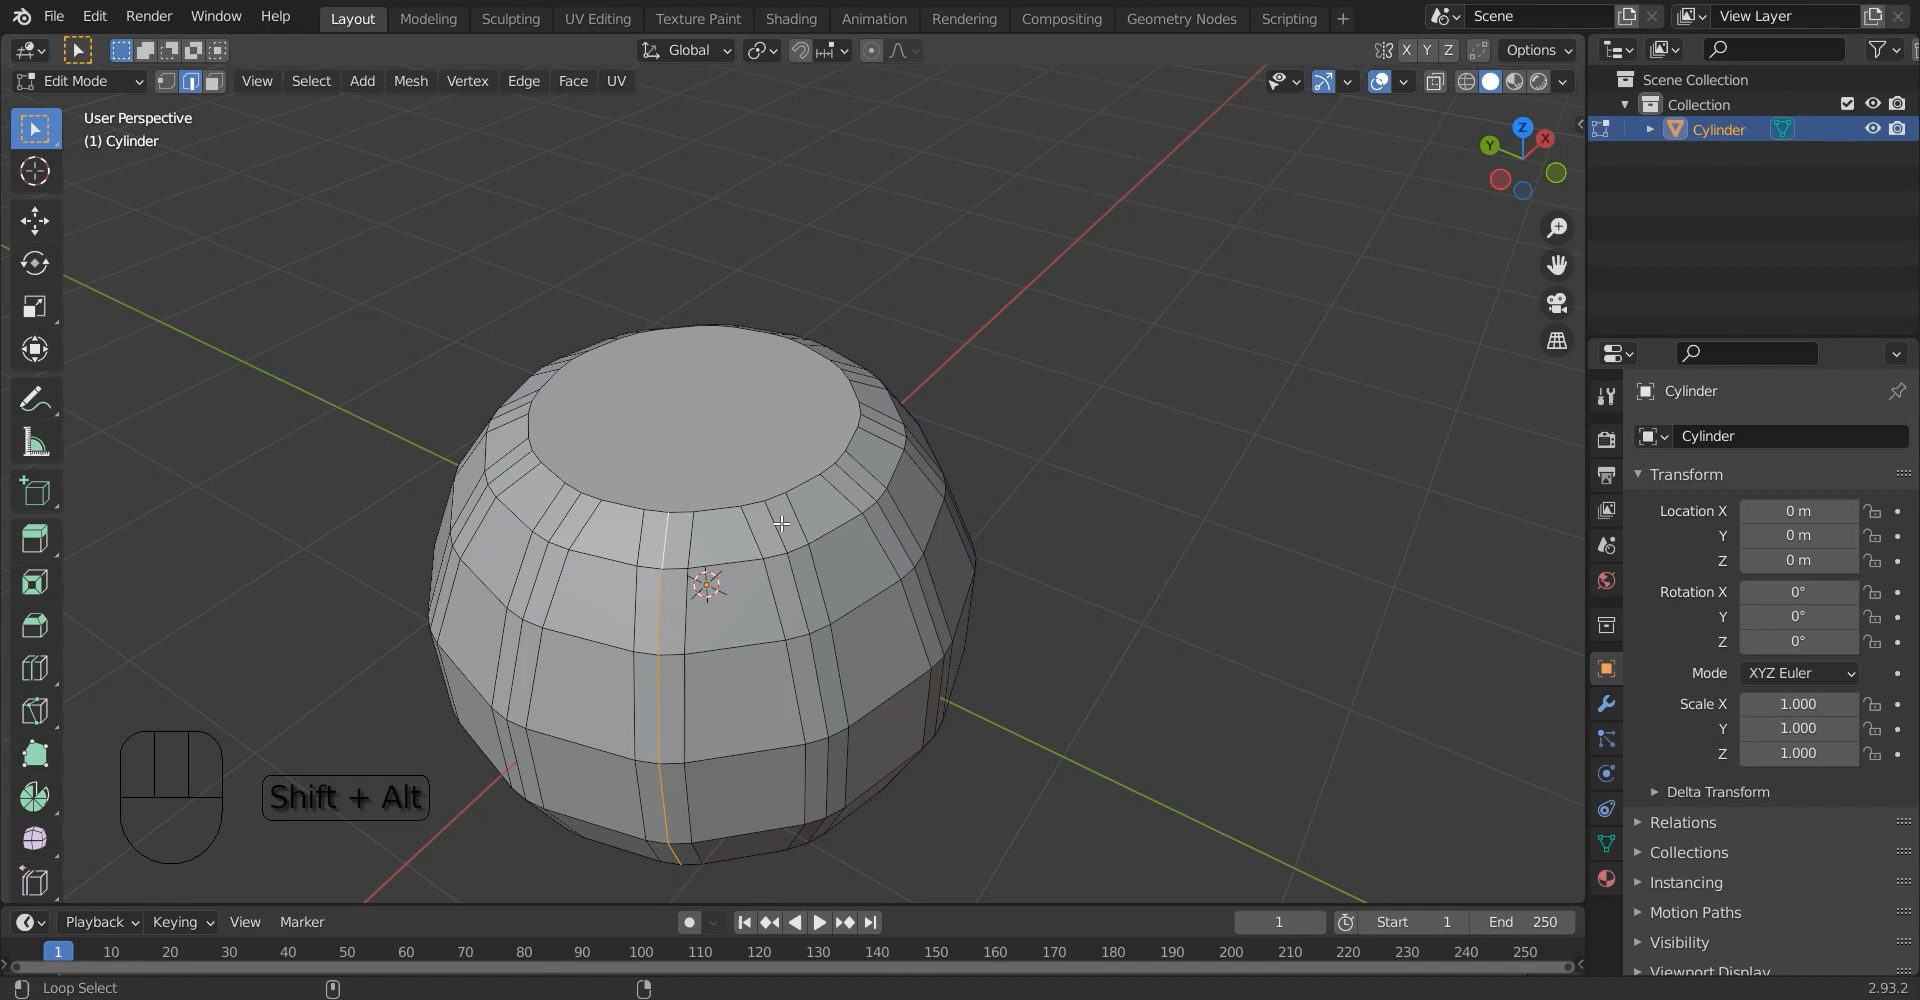 File Edit Render Window Help Layout Modeling Sculpting UV Editing Texture Paint Shading Animation Rendering Compositing Geometry Nodes Scripting + Scene View Layer
Global X Y Z Options
Edit Mode View Select Add Mesh Vertex Edge Face UV
User Perspective
(1) Cylinder
Z X Y
Shift + Alt
Scene Collection
Collection
Cylinder
Cylinder
Cylinder
Transform
Location X 0 m
Y 0 m
Z 0 m
Rotation X 0°
Y 0°
Z 0°
Mode XYZ Euler
Scale X 1.000
Y 1.000
Z 1.000
Delta Transform
Relations
Collections
Instancing
Motion Paths
Visibility
Viewport Display
Playback Keying View Marker 1 Start 1 End 250
1 10 20 30 40 50 60 70 80 90 100 110 120 130 140 150 160 170 180 190 200 210 220 230 240 250
Loop Select 2.93.2